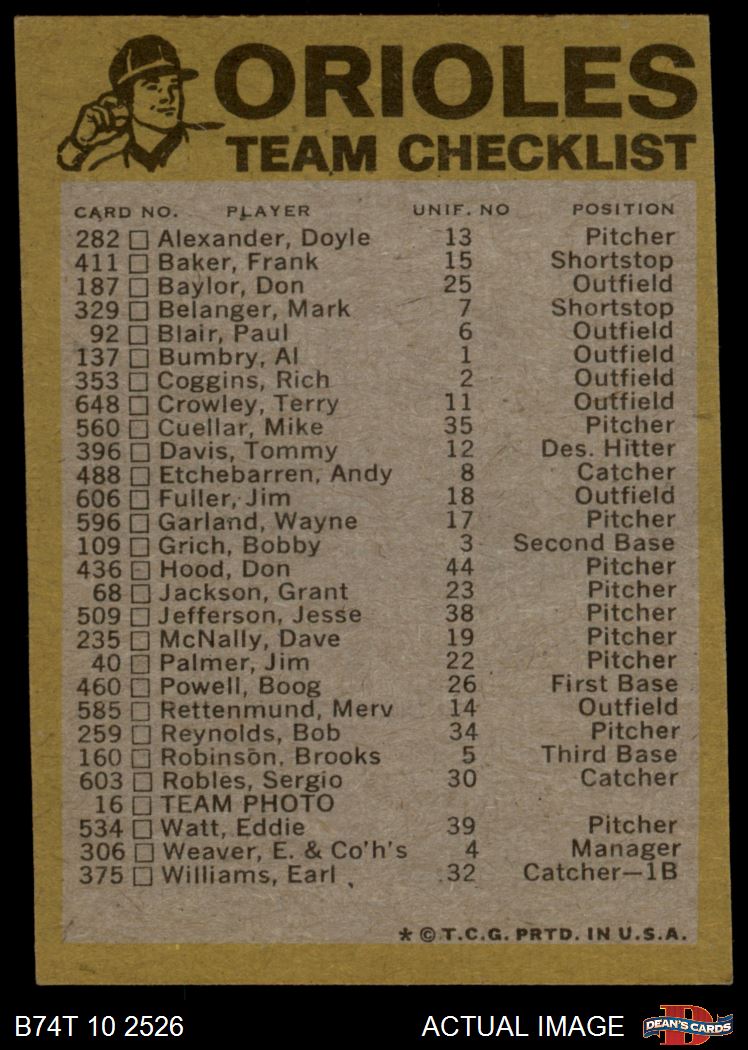 ORIOLES
TEAM CHECKLIST
CARD NO. PLAYER UNIF. NO POSITION
282 Alexander, Doyle 13 Pitcher
411 Baker, Frank 15 Shortstop
187 Baylor, Don 25 Outfield
329 Belanger, Mark 7 Shortstop
92 Blair, Paul 6 Outfield
137 Bumbry, Al 1 Outfield
353 Coggins, Rich 2 Outfield
648 Crowley, Terry 11 Outfield
560 Cuellar, Mike 35 Pitcher
396 Davis, Tommy 12 Des. Hitter
488 Etchebarren, Andy 8 Catcher
606 Fuller, Jim 18 Outfield
596 Garland, Wayne 17 Pitcher
109 Grich, Bobby 3 Second Base
436 Hood, Don 44 Pitcher
68 Jackson, Grant 23 Pitcher
509 Jefferson, Jesse 38 Pitcher
235 McNally, Dave 19 Pitcher
40 Palmer, Jim 22 Pitcher
460 Powell, Boog 26 First Base
585 Rettenmund, Merv 14 Outfield
259 Reynolds, Bob 34 Pitcher
160 Robinson, Brooks 5 Third Base
603 Robles, Sergio 30 Catcher
16 TEAM PHOTO
534 Watt, Eddie 39 Pitcher
306 Weaver, E. & Co'h's 4 Manager
375 Williams, Earl 32 Catcher—1B
* © T.C.G. PRTD. IN U.S.A.
B74T 10 2526 ACTUAL IMAGE DEAN'S CARDS